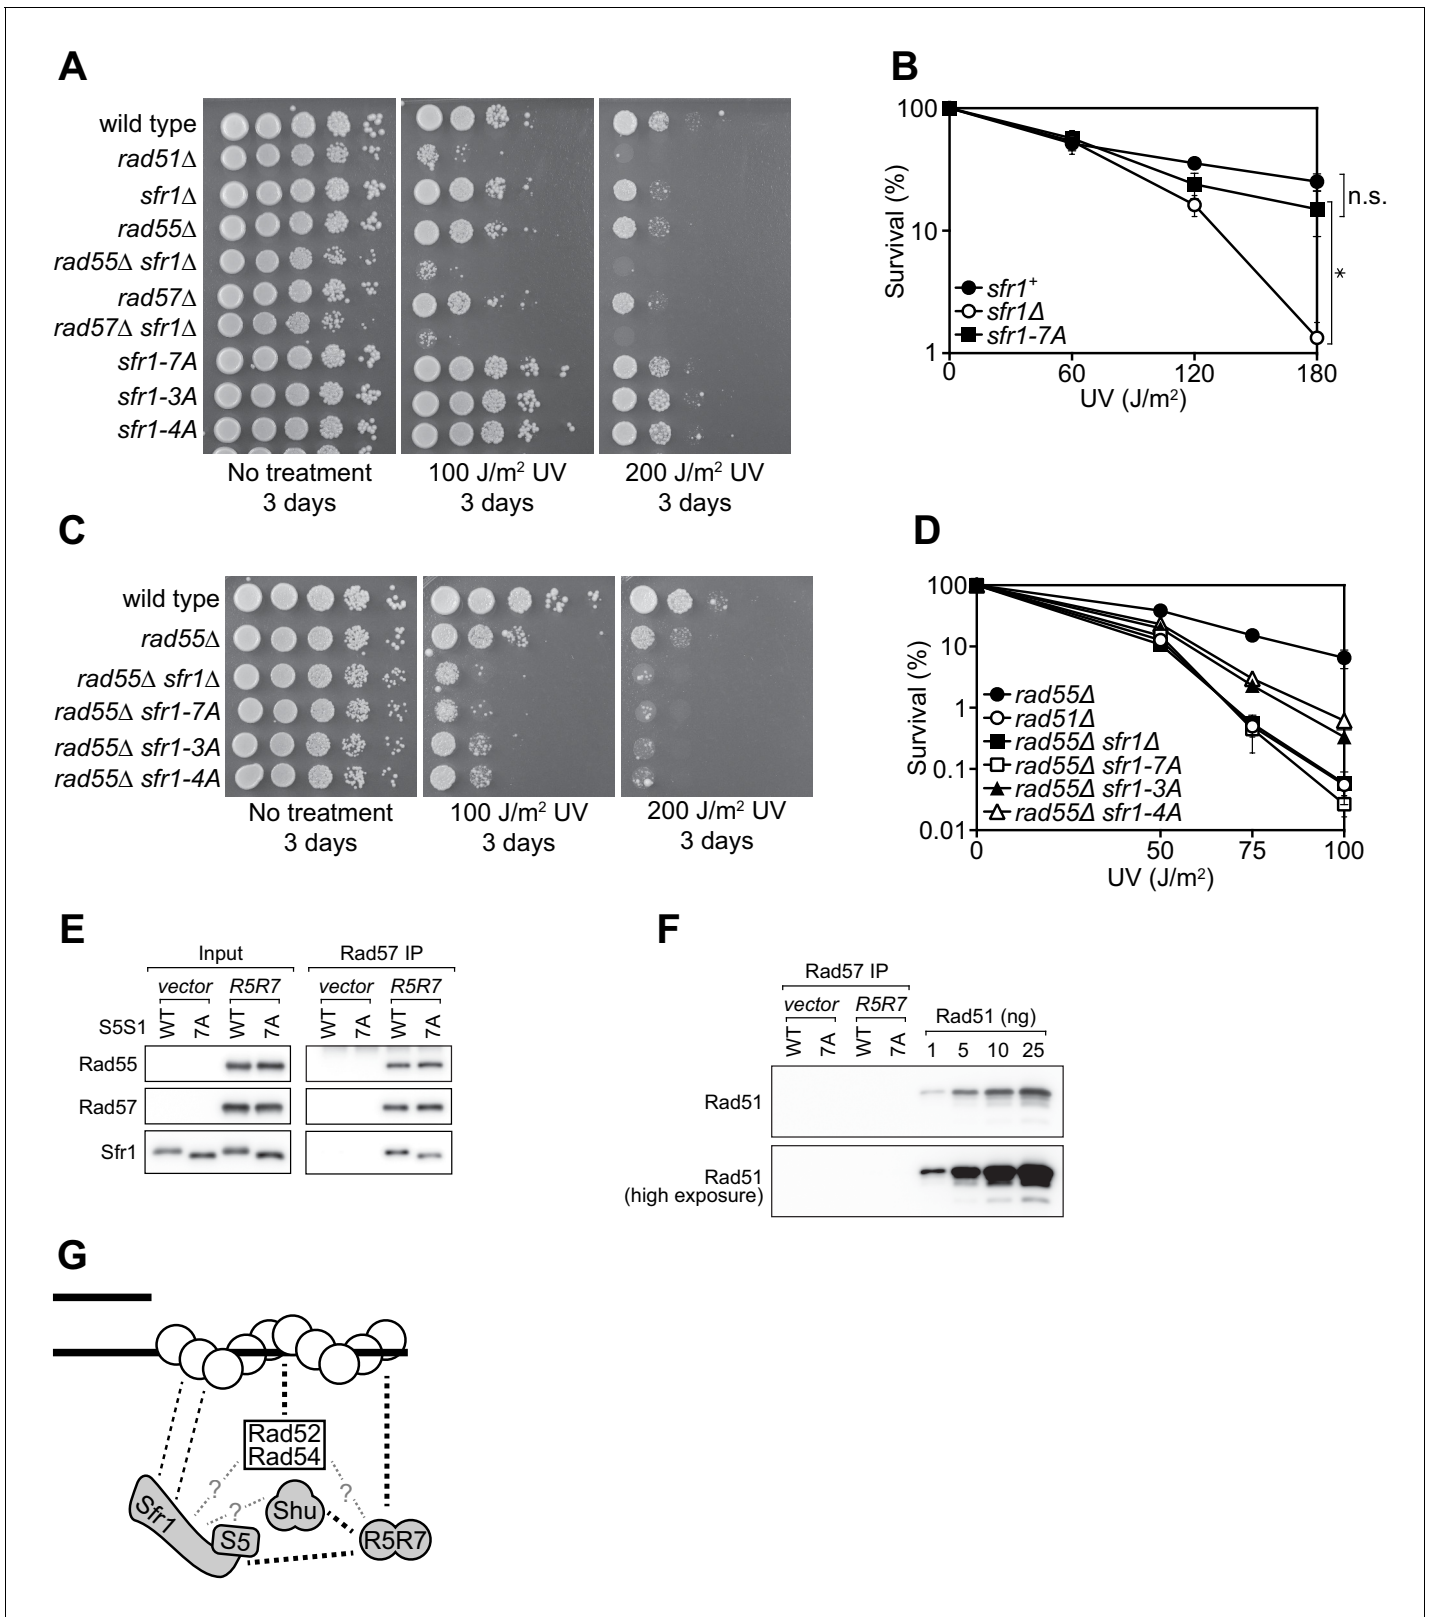 A
wild type
rad51Δ
sfr1Δ
rad55Δ
rad55Δ sfr1Δ
rad57Δ
rad57Δ sfr1Δ
sfr1-7A
sfr1-3A
sfr1-4A
No treatment
3 days
100 J/m² UV
3 days
200 J/m² UV
3 days
B
Survival (%)
100
10
1
0
60
120
180
UV (J/m²)
sfr1⁺
sfr1Δ
sfr1-7A
n.s.
*
C
wild type
rad55Δ
rad55Δ sfr1Δ
rad55Δ sfr1-7A
rad55Δ sfr1-3A
rad55Δ sfr1-4A
No treatment
3 days
100 J/m² UV
3 days
200 J/m² UV
3 days
D
Survival (%)
100
10
1
0.1
0.01
0
50
75
100
UV (J/m²)
rad55Δ
rad51Δ
rad55Δ sfr1Δ
rad55Δ sfr1-7A
rad55Δ sfr1-3A
rad55Δ sfr1-4A
E
Input
Rad57 IP
vector R5R7 vector R5R7
S5S1 WT 7A WT 7A WT 7A WT 7A
Rad55
Rad57
Sfr1
F
Rad57 IP
vector R5R7
Rad51 (ng)
WT 7A WT 7A 1 5 10 25
Rad51
Rad51
(high exposure)
G
Rad52
Rad54
? ? ?
Sfr1
S5
Shu
R5R7